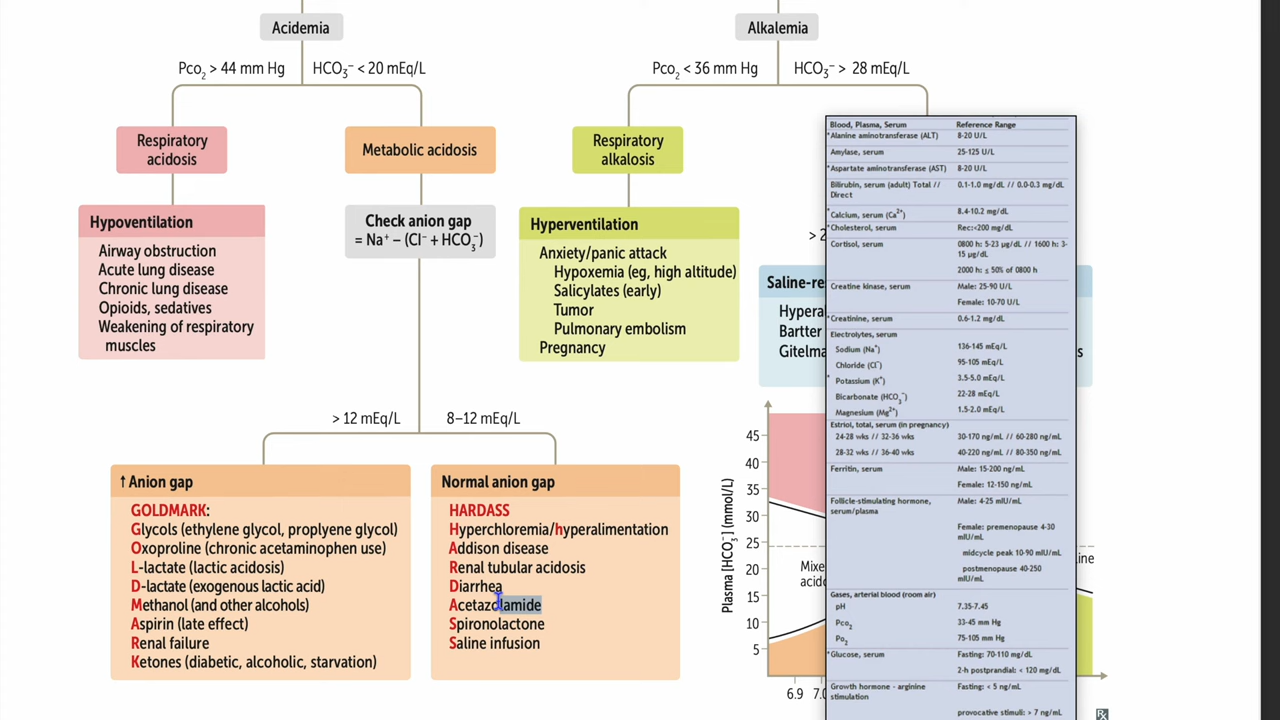 Acidemia
Alkalemia
Pco2 > 44 mm Hg
HCO3– < 20 mEq/L
Pco2 < 36 mm Hg
HCO3– > 28 mEq/L
Respiratory
acidosis
Metabolic acidosis
Respiratory
alkalosis
Hypoventilation
Airway obstruction
Acute lung disease
Chronic lung disease
Opioids, sedatives
Weakening of respiratory
muscles
Check anion gap
= Na+ – (Cl– + HCO3–)
Hyperventilation
Anxiety/panic attack
Hypoxemia (eg, high altitude)
Salicylates (early)
Tumor
Pulmonary embolism
Pregnancy
> 2
Saline-re
Hyperal
Bartter
Gitelma
s
> 12 mEq/L
8–12 mEq/L
↑ Anion gap
GOLDMARK:
Glycols (ethylene glycol, proplyene glycol)
Oxoproline (chronic acetaminophen use)
L-lactate (lactic acidosis)
D-lactate (exogenous lactic acid)
Methanol (and other alcohols)
Aspirin (late effect)
Renal failure
Ketones (diabetic, alcoholic, starvation)
Normal anion gap
HARDASS
Hyperchloremia/hyperalimentation
Addison disease
Renal tubular acidosis
Diarrhea
Acetazolamide
Spironolactone
Saline infusion
Plasma [HCO3–] (mmol/L)
45
40
35
30
25
20
15
10
5
Mixe
acido
line
6.9 7.0
Blood, Plasma, Serum Reference Range
*Alanine aminotransferase (ALT) 8-20 U/L
Amylase, serum 25-125 U/L
*Aspartate aminotransferase (AST) 8-20 U/L
Bilirubin, serum (adult) Total // 0.1-1.0 mg/dL // 0.0-0.3 mg/dL
Direct
*Calcium, serum (Ca2+) 8.4-10.2 mg/dL
*Cholesterol, serum Rec:<200 mg/dL
Cortisol, serum 0800 h: 5-23 µg/dL // 1600 h: 3-
15 µg/dL
2000 h: ≤ 50% of 0800 h
Creatine kinase, serum Male: 25-90 U/L
Female: 10-70 U/L
*Creatinine, serum 0.6-1.2 mg/dL
Electrolytes, serum
Sodium (Na+) 136-145 mEq/L
Chloride (Cl-) 95-105 mEq/L
* Potassium (K+) 3.5-5.0 mEq/L
Bicarbonate (HCO3-) 22-28 mEq/L
Magnesium (Mg2+) 1.5-2.0 mEq/L
Estriol, total, serum (in pregnancy)
24-28 wks // 32-36 wks 30-170 ng/mL // 60-280 ng/mL
28-32 wks // 36-40 wks 40-220 ng/mL // 80-350 ng/mL
Ferritin, serum Male: 15-200 ng/mL
Female: 12-150 ng/mL
Follicle-stimulating hormone, Male: 4-25 mIU/mL
serum/plasma
Female: premenopause 4-30
mIU/mL
midcycle peak 10-90 mIU/mL
postmenopause 40-250
mIU/mL
Gases, arterial blood (room air)
pH 7.35-7.45
Pco2 33-45 mm Hg
Po2 75-105 mm Hg
*Glucose, serum Fasting: 70-110 mg/dL
2-h postprandial: < 120 mg/dL
Growth hormone - arginine Fasting: < 5 ng/mL
stimulation
provocative stimuli: > 7 ng/mL
Rx